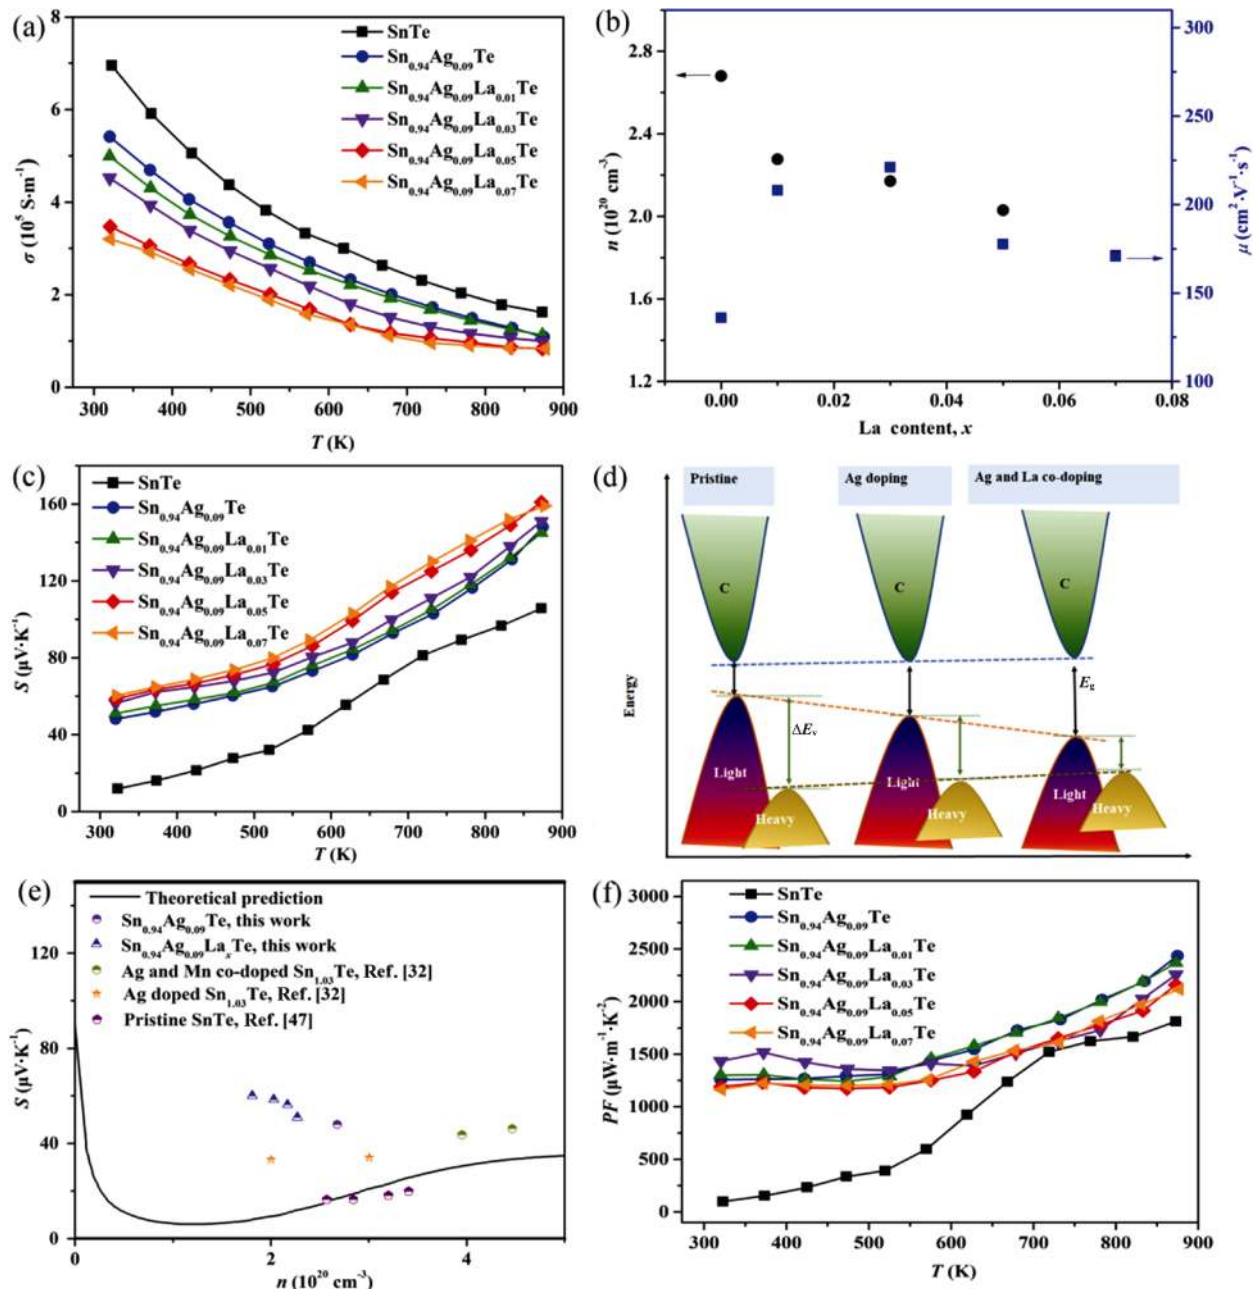 (a)
8
6
4
2
0
σ (10⁵ S·m⁻¹)
SnTe
Sn₀.₉₄Ag₀.₀₉Te
Sn₀.₉₄Ag₀.₀₉La₀.₀₁Te
Sn₀.₉₄Ag₀.₀₉La₀.₀₃Te
Sn₀.₉₄Ag₀.₀₉La₀.₀₅Te
Sn₀.₉₄Ag₀.₀₉La₀.₀₇Te
300 400 500 600 700 800 900
T (K)
(b)
2.8
2.4
2.0
1.6
1.2
n (10²⁰ cm⁻³)
300
250
200
150
100
μ (cm²·V⁻¹·s⁻¹)
0.00 0.02 0.04 0.06 0.08
La content, x
(c)
160
120
80
40
0
S (μV·K⁻¹)
SnTe
Sn₀.₉₄Ag₀.₀₉Te
Sn₀.₉₄Ag₀.₀₉La₀.₀₁Te
Sn₀.₉₄Ag₀.₀₉La₀.₀₃Te
Sn₀.₉₄Ag₀.₀₉La₀.₀₅Te
Sn₀.₉₄Ag₀.₀₉La₀.₀₇Te
300 400 500 600 700 800 900
T (K)
(d)
Pristine Ag doping Ag and La co-doping
C C C
Energy
E_g
ΔE_v
Light Light Light
Heavy Heavy Heavy
(e)
120
80
40
0
S (μV·K⁻¹)
Theoretical prediction
Sn₀.₉₄Ag₀.₀₉Te, this work
Sn₀.₉₄Ag₀.₀₉LaₓTe, this work
Ag and Mn co-doped Sn₁.₀₃Te, Ref. [32]
Ag doped Sn₁.₀₃Te, Ref. [32]
Pristine SnTe, Ref. [47]
0 2 4
n (10²⁰ cm⁻³)
(f)
3000
2500
2000
1500
1000
500
0
PF (μW·m⁻¹·K⁻²)
SnTe
Sn₀.₉₄Ag₀.₀₉Te
Sn₀.₉₄Ag₀.₀₉La₀.₀₁Te
Sn₀.₉₄Ag₀.₀₉La₀.₀₃Te
Sn₀.₉₄Ag₀.₀₉La₀.₀₅Te
Sn₀.₉₄Ag₀.₀₉La₀.₀₇Te
300 400 500 600 700 800 900
T (K)